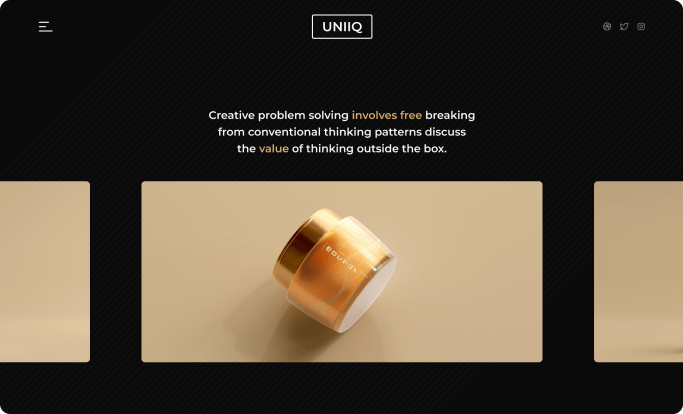 UNIIQ
Creative problem solving involves free breaking
from conventional thinking patterns discuss
the value of thinking outside the box.